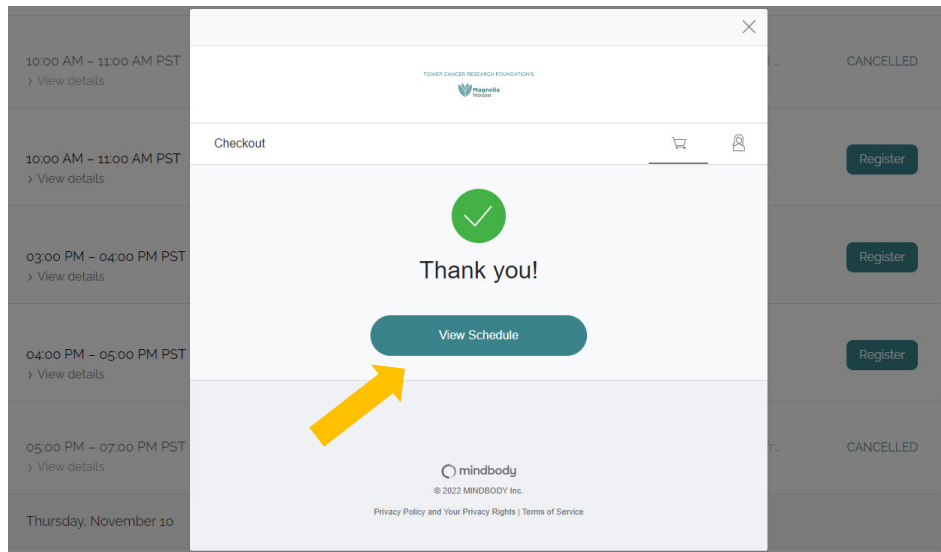 10:00 AM – 11:00 AM PST
› View details
CANCELLED
10:00 AM – 11:00 AM PST
› View details
Register
03:00 PM – 04:00 PM PST
› View details
Register
04:00 PM – 05:00 PM PST
› View details
Register
05:00 PM – 07:00 PM PST
› View details
CANCELLED
Thursday, November 10
TOWER CANCER RESEARCH FOUNDATION'S
Magnolia
House
Checkout
Thank you!
View Schedule
mindbody
© 2022 MINDBODY Inc.
Privacy Policy and Your Privacy Rights | Terms of Service